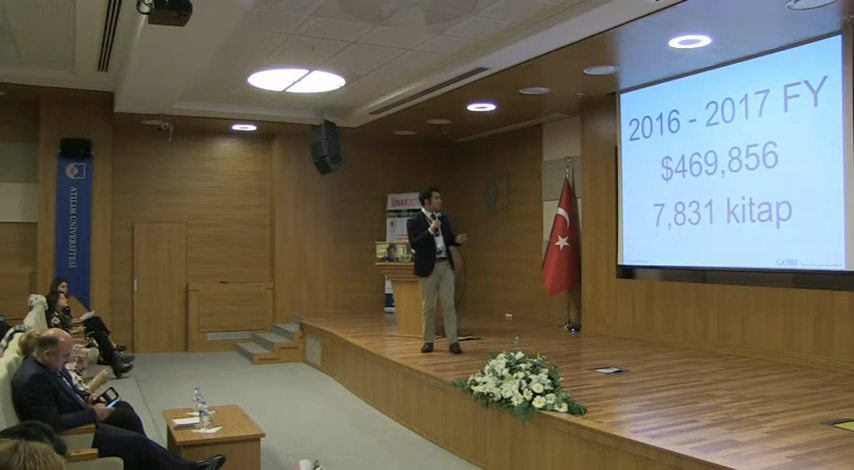 2016 - 2017 FY
$469,856
7,831 kitap
GOBI
ATILIM ÜNİVERSİTESİ